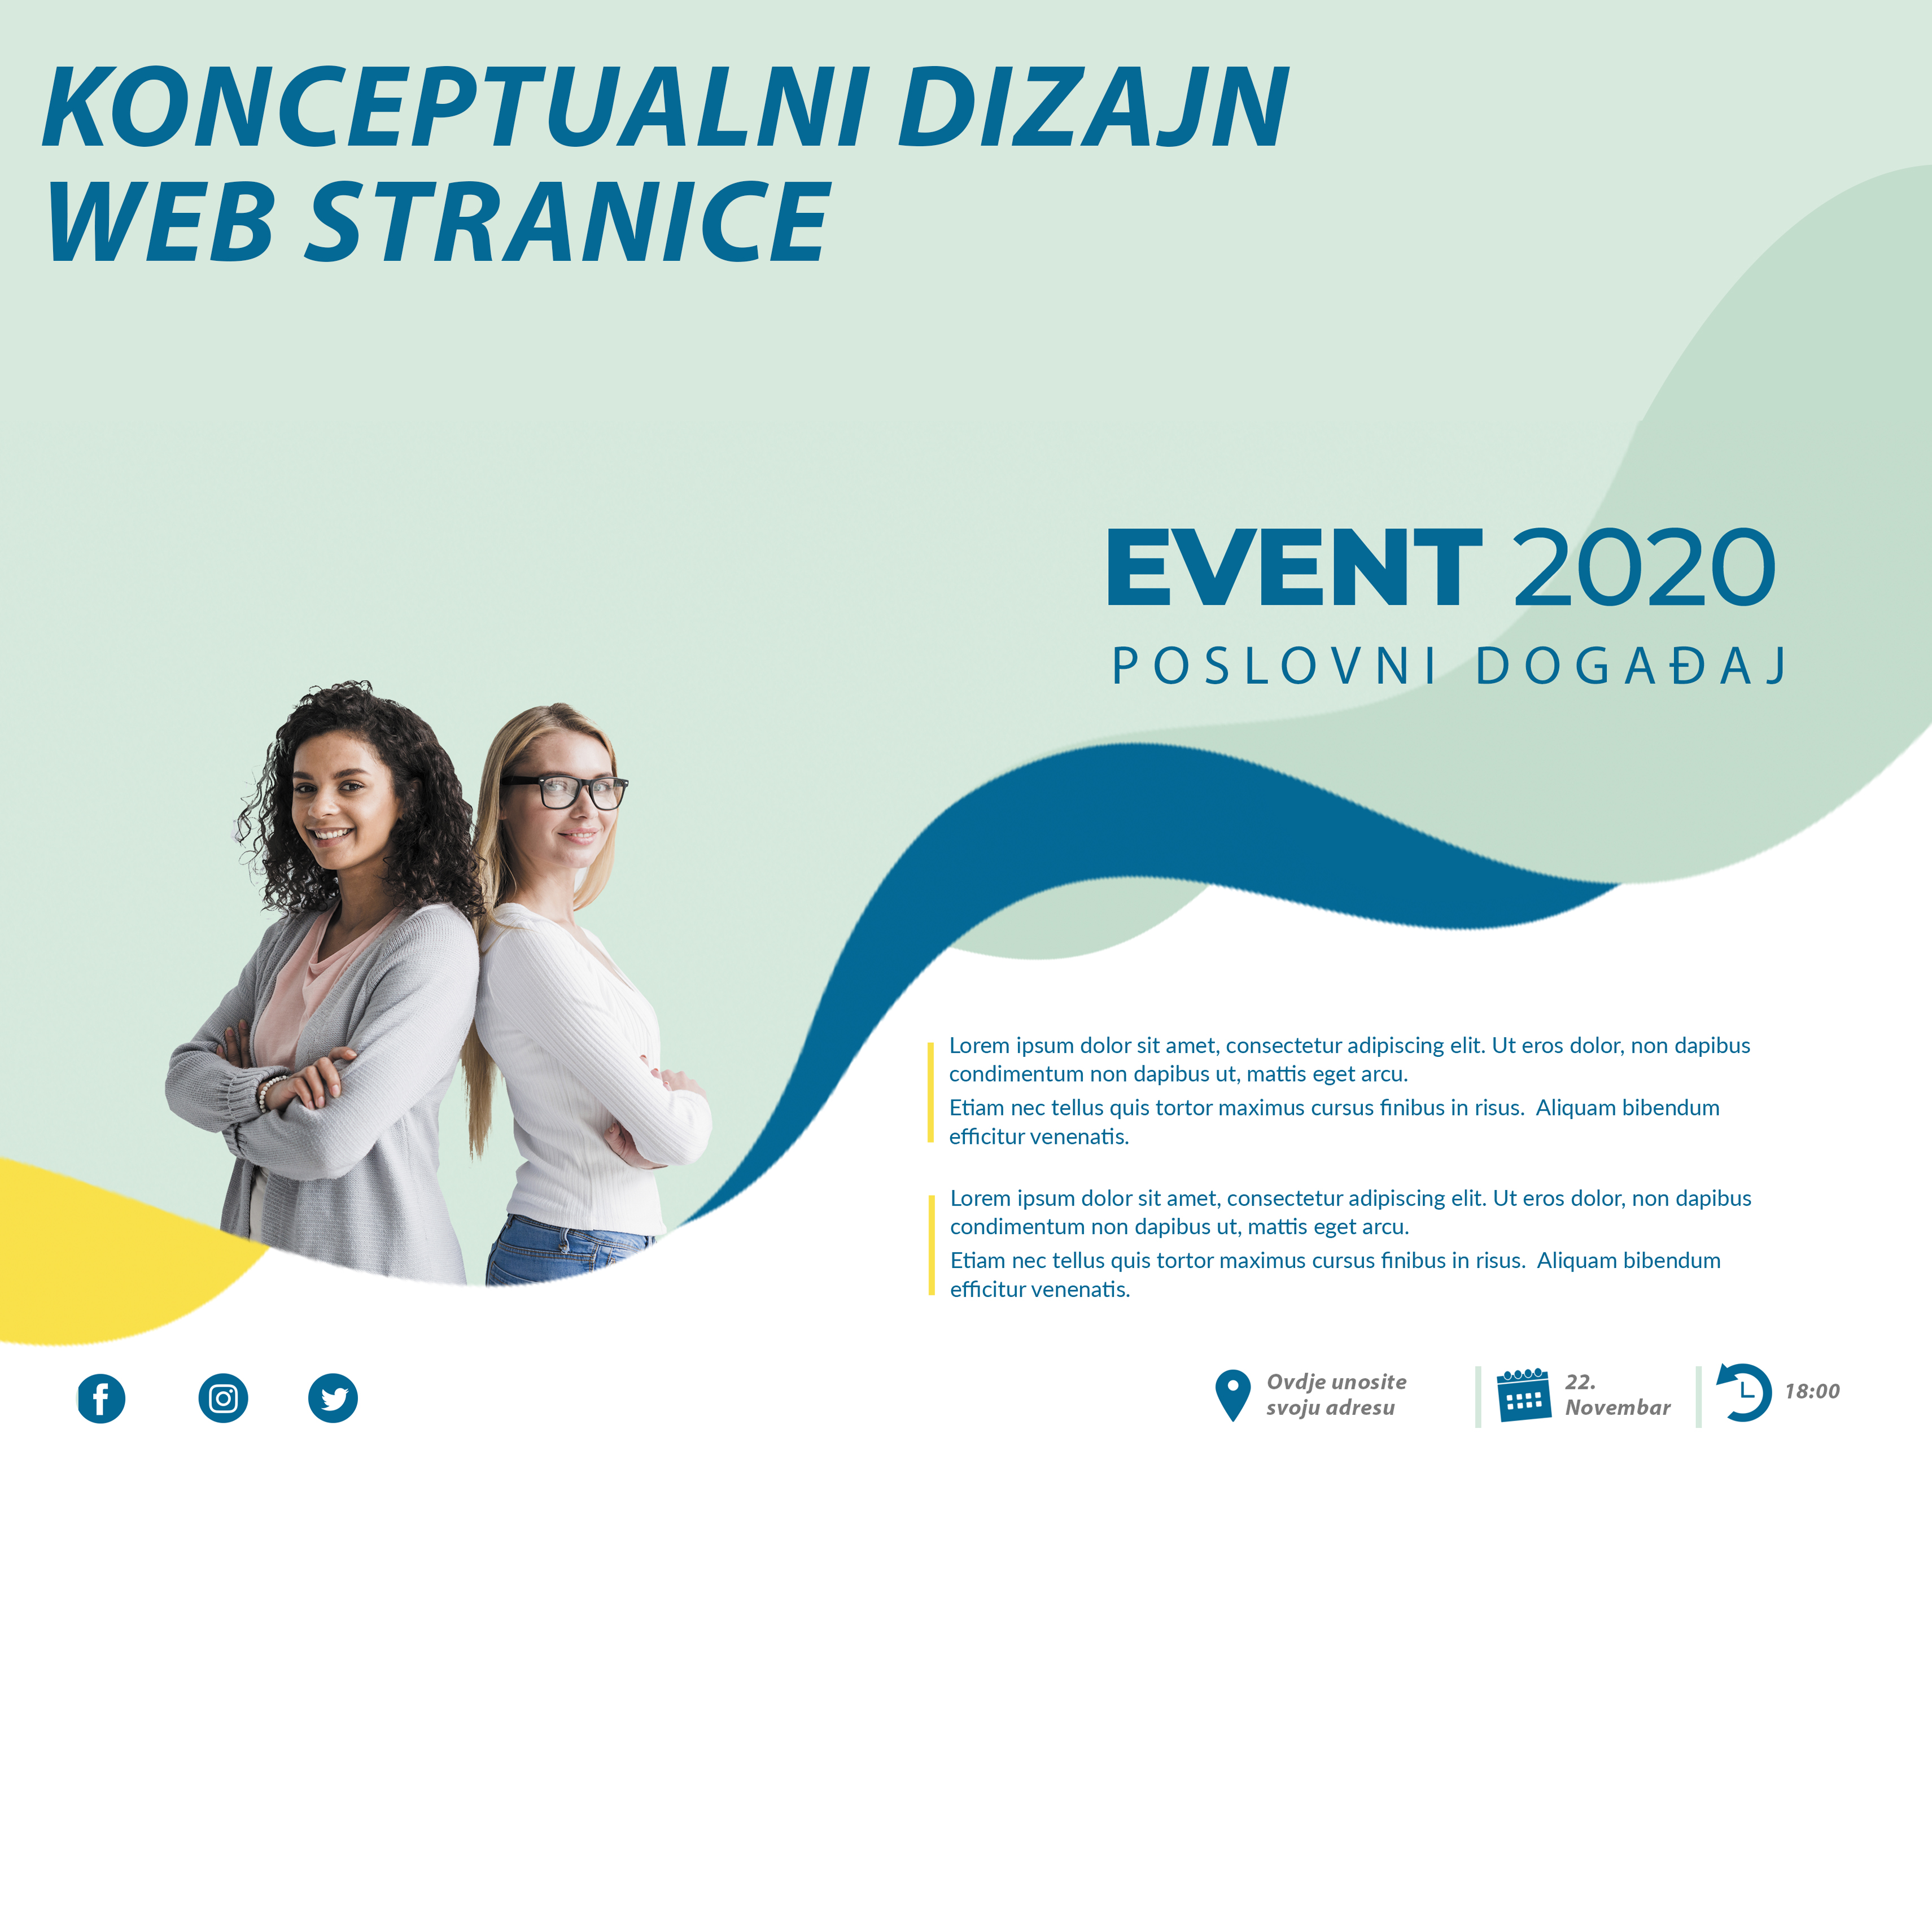 KONCEPTUALNI DIZAJN
WEB STRANICE
EVENT 2020
POSLOVNI DOGAĐAJ
Lorem ipsum dolor sit amet, consectetur adipiscing elit. Ut eros dolor, non dapibus
condimentum non dapibus ut, mattis eget arcu.
Etiam nec tellus quis tortor maximus cursus finibus in risus.  Aliquam bibendum
efficitur venenatis.
Lorem ipsum dolor sit amet, consectetur adipiscing elit. Ut eros dolor, non dapibus
condimentum non dapibus ut, mattis eget arcu.
Etiam nec tellus quis tortor maximus cursus finibus in risus.  Aliquam bibendum
efficitur venenatis.
Ovdje unosite
svoju adresu
22.
Novembar
18:00